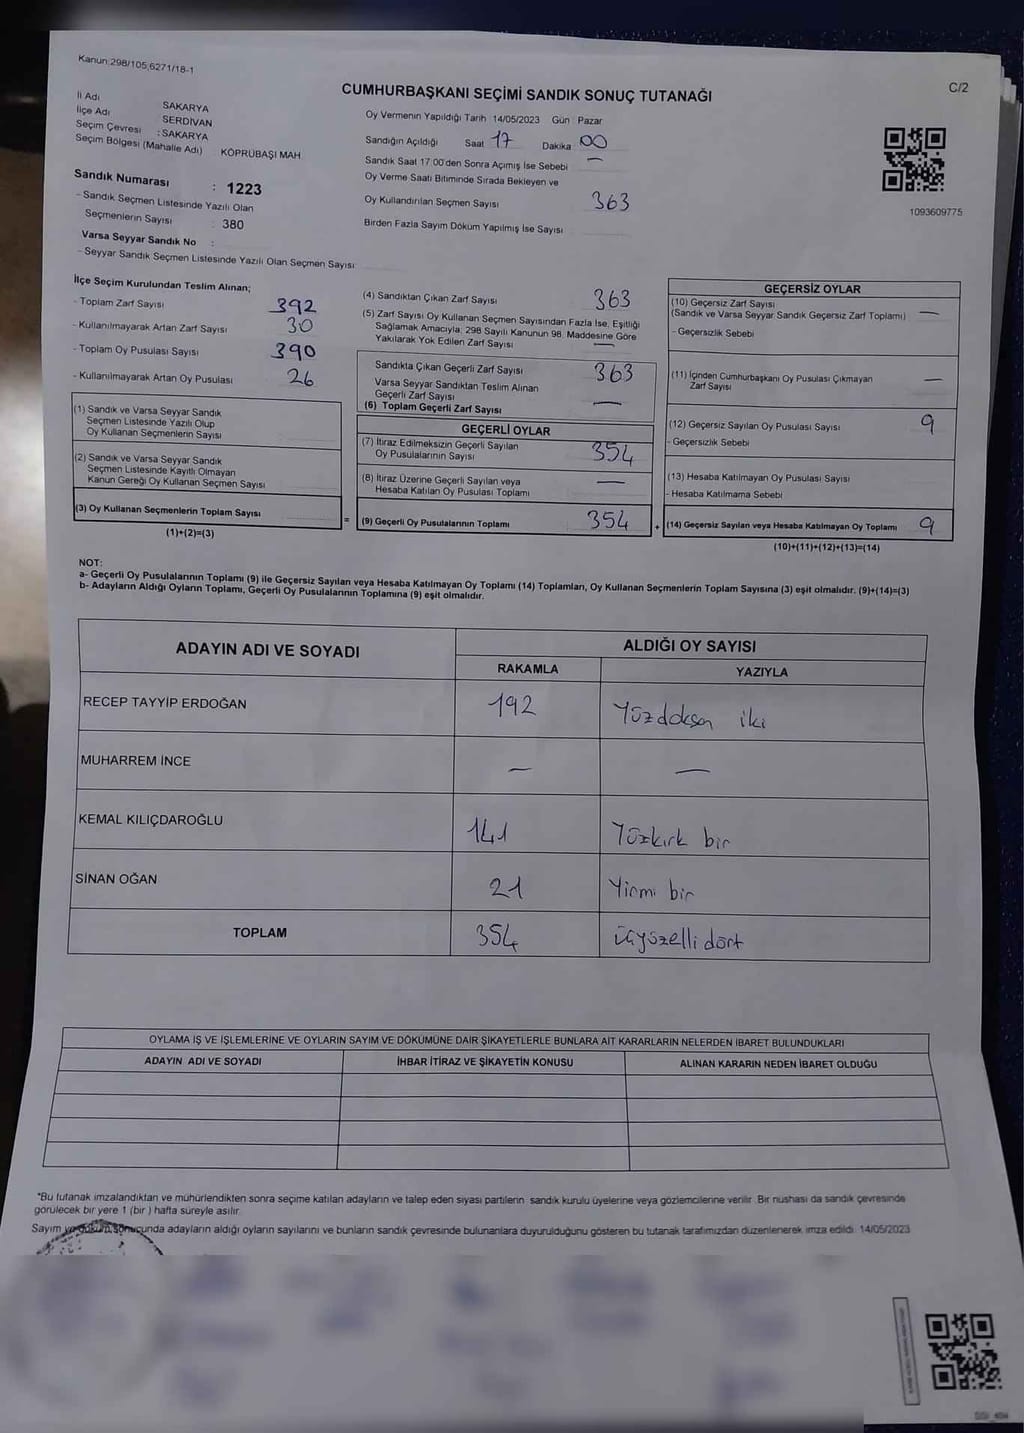 Kanun;298/105;6271/18-1
C/2
CUMHURBAŞKANI SEÇİMİ SANDIK SONUÇ TUTANAĞI
İl Adı SAKARYA
İlçe Adı SERDİVAN
Seçim Çevresi : SAKARYA
Seçim Bölgesi (Mahalle Adı) KÖPRÜBAŞI MAH
Sandık Numarası : 1223
- Sandık Seçmen Listesinde Yazılı Olan
Seçmenlerin Sayısı : 380
Varsa Seyyar Sandık No :
- Seyyar Sandık Seçmen Listesinde Yazılı Olan Seçmen Sayısı:
Oy Vermenin Yapıldığı Tarih 14/05/2023 Gün : Pazar
Sandığın Açıldığı Saat 17 Dakika 00
Sandık Saat 17:00'den Sonra Açımış İse Sebebi —
Oy Verme Saati Bitiminde Sırada Bekleyen ve
Oy Kullandırılan Seçmen Sayısı 363
Birden Fazla Sayım Döküm Yapılmış İse Sayısı
1093609775
İlçe Seçim Kurulundan Teslim Alınan;
- Toplam Zarf Sayısı 392
- Kullanılmayarak Artan Zarf Sayısı 30
- Toplam Oy Pusulası Sayısı 390
- Kullanılmayarak Artan Oy Pusulası 26
(1) Sandık ve Varsa Seyyar Sandık
Seçmen Listesinde Yazılı Olup
Oy Kullanan Seçmenlerin Sayısı
(2) Sandık ve Varsa Seyyar Sandık
Seçmen Listesinde Kayıtlı Olmayan
Kanun Gereği Oy Kullanan Seçmen Sayısı
(3) Oy Kullanan Seçmenlerin Toplam Sayısı
(1)+(2)=(3)
=
(4) Sandıktan Çıkan Zarf Sayısı 363
(5) Zarf Sayısı Oy Kullanan Seçmen Sayısından Fazla İse, Eşitliği
Sağlamak Amacıyla; 298 Sayılı Kanunun 98. Maddesine Göre
Yakılarak Yok Edilen Zarf Sayısı —
Sandıkta Çıkan Geçerli Zarf Sayısı 363
Varsa Seyyar Sandıktan Teslim Alınan
Geçerli Zarf Sayısı —
(6) Toplam Geçerli Zarf Sayısı
GEÇERLİ OYLAR
(7) İtiraz Edilmeksizin Geçerli Sayılan
Oy Pusulalarının Sayısı 354
(8) İtiraz Üzerine Geçerli Sayılan veya
Hesaba Katılan Oy Pusulası Toplamı —
(9) Geçerli Oy Pusulalarının Toplamı 354
+
GEÇERSİZ OYLAR
(10) Geçersiz Zarf Sayısı
(Sandık ve Varsa Seyyar Sandık Geçersiz Zarf Toplamı) —
- Geçersizlik Sebebi
(11) İçinden Cumhurbaşkanı Oy Pusulası Çıkmayan
Zarf Sayısı —
(12) Geçersiz Sayılan Oy Pusulası Sayısı 9
- Geçersizlik Sebebi
(13) Hesaba Katılmayan Oy Pusulası Sayısı
- Hesaba Katılmama Sebebi
(14) Geçersiz Sayılan veya Hesaba Katılmayan Oy Toplamı 9
(10)+(11)+(12)+(13)=(14)
NOT:
a- Geçerli Oy Pusulalarının Toplamı (9) ile Geçersiz Sayılan veya Hesaba Katılmayan Oy Toplamı (14) Toplamları, Oy Kullanan Seçmenlerin Toplam Sayısına (3) eşit olmalıdır. (9)+(14)=(3)
b- Adayların Aldığı Oyların Toplamı, Geçerli Oy Pusulalarının Toplamına (9) eşit olmalıdır.
ADAYIN ADI VE SOYADI ALDIĞI OY SAYISI
RAKAMLA YAZIYLA
RECEP TAYYİP ERDOĞAN 192 Yüzdoksan iki
MUHARREM İNCE — —
KEMAL KILIÇDAROĞLU 141 Yüzkırk bir
SİNAN OĞAN 21 Yirmi bir
TOPLAM 354 üçyüzelli dört
OYLAMA İŞ VE İŞLEMLERİNE VE OYLARIN SAYIM VE DÖKÜMÜNE DAİR ŞİKAYETLERLE BUNLARA AİT KARARLARIN NELERDEN İBARET BULUNDUKLARI
ADAYIN ADI VE SOYADI İHBAR İTİRAZ VE ŞİKAYETİN KONUSU ALINAN KARARIN NEDEN İBARET OLDUĞU
*Bu tutanak imzalandıktan ve mühürlendikten sonra seçime katılan adayların ve talep eden siyasi partilerin sandık kurulu üyelerine veya gözlemcilerine verilir. Bir nüshası da sandık çevresinde
görülecek bir yere 1 (bir ) hafta süreyle asılır.
Sayım ve döküm sonucunda adayların aldığı oyların sayılarını ve bunların sandık çevresinde bulunanlara duyurulduğunu gösteren bu tutanak tarafımızdan düzenlenerek imza edildi. 14/05/2023